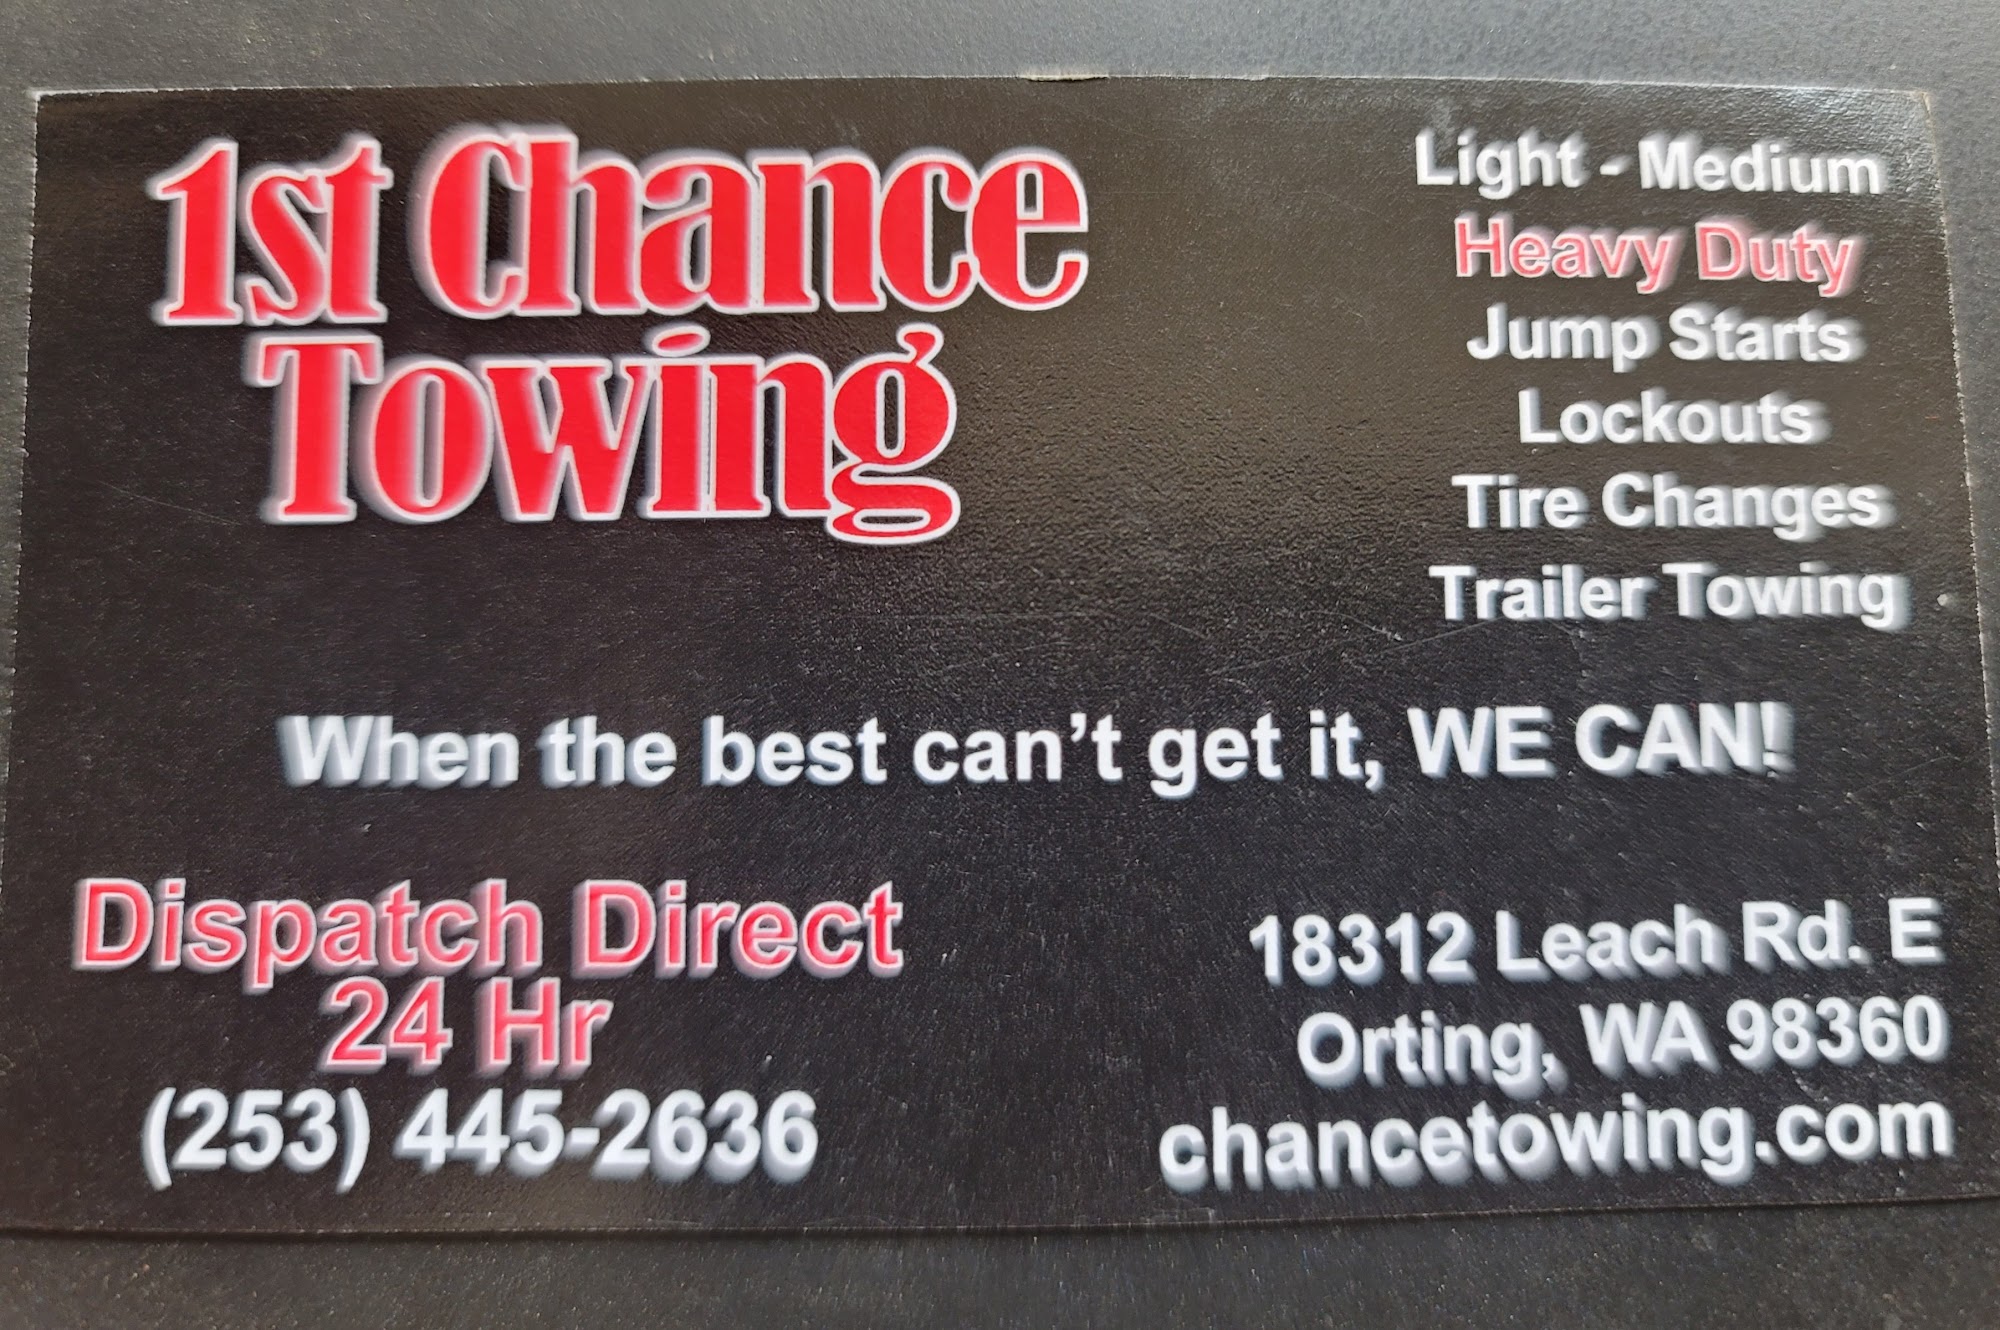 1st Chance
Towing
Light - Medium
Heavy Duty
Jump Starts
Lockouts
Tire Changes
Trailer Towing
When the best can’t get it, WE CAN!
Dispatch Direct
24 Hr
(253) 445-2636
18312 Leach Rd. E
Orting, WA 98360
chancetowing.com